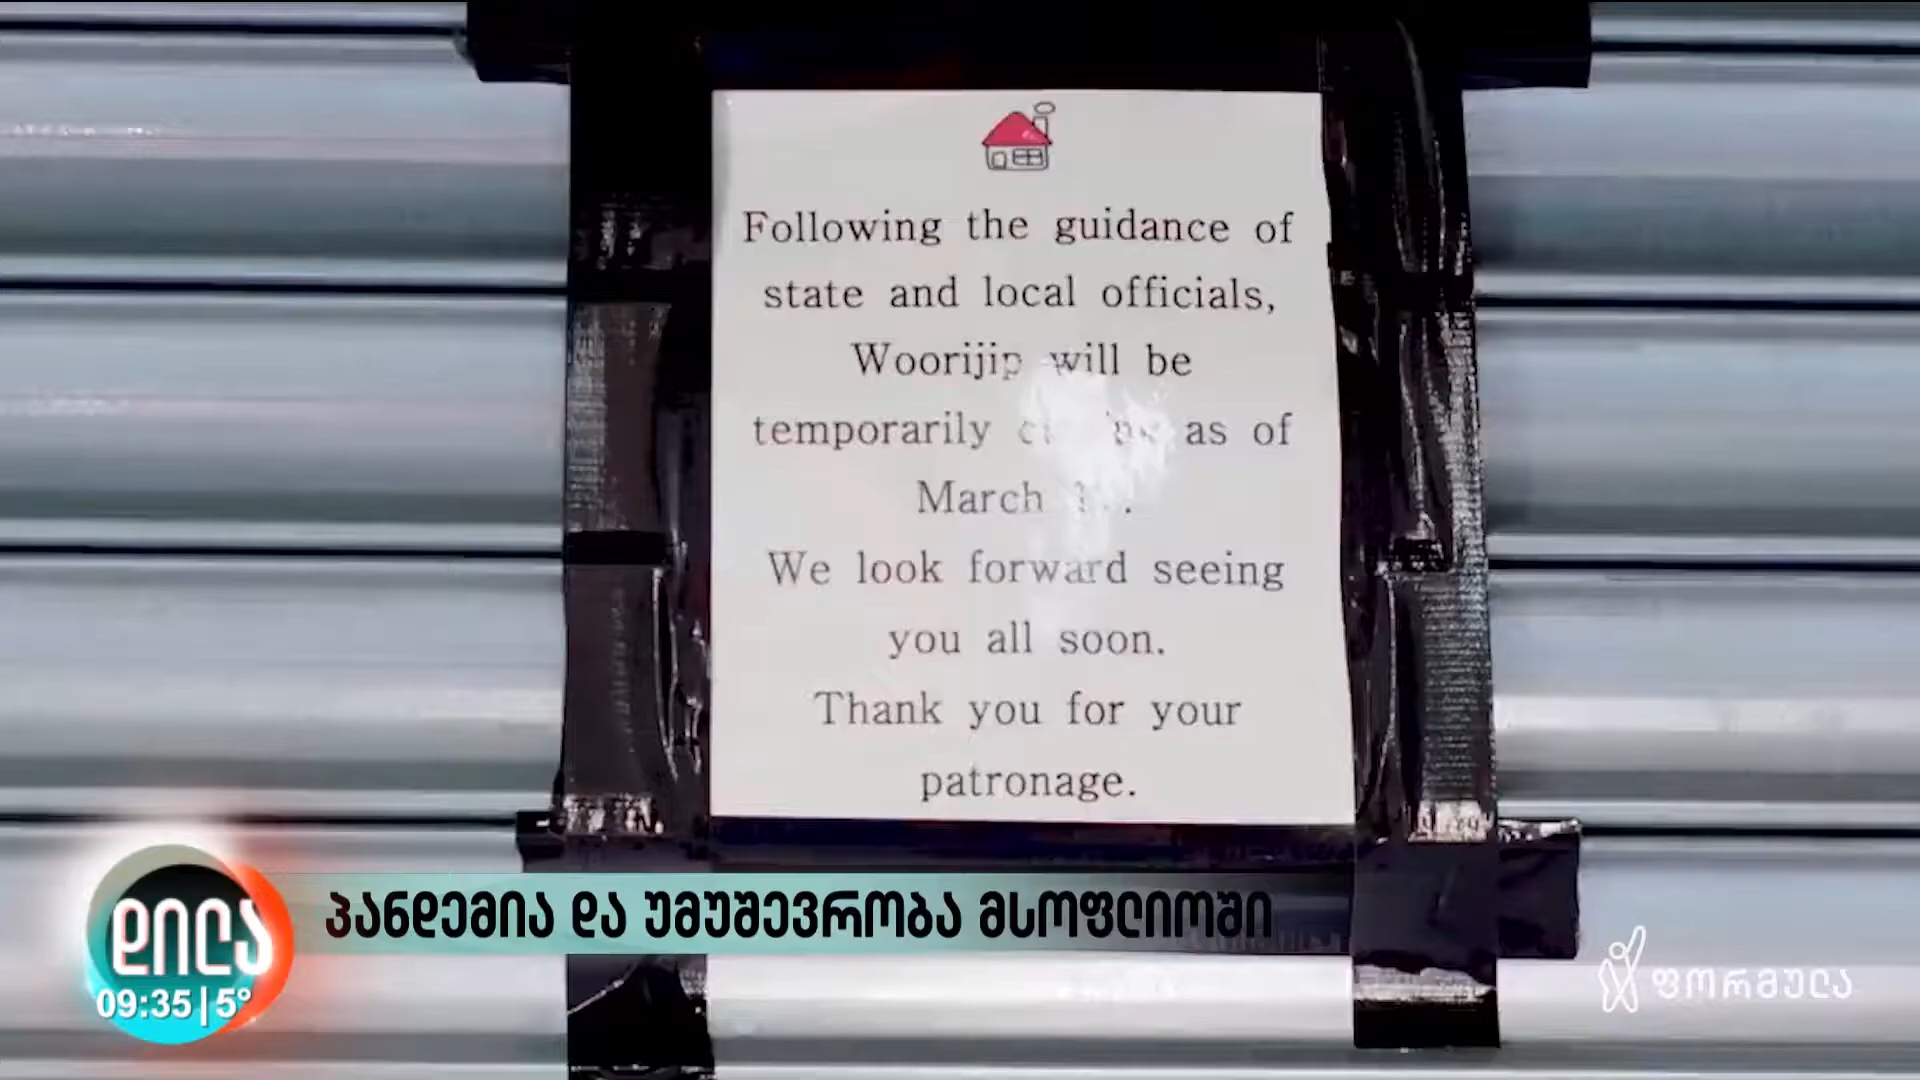 Following the guidance of
state and local officials,
Woorijip will be
temporarily as of
March
We look forward seeing
you all soon.
Thank you for your
patronage.
პანდემია და უმუშევრობა მსოფლიოში
დილა
09:35 | 5°
ფორმულა